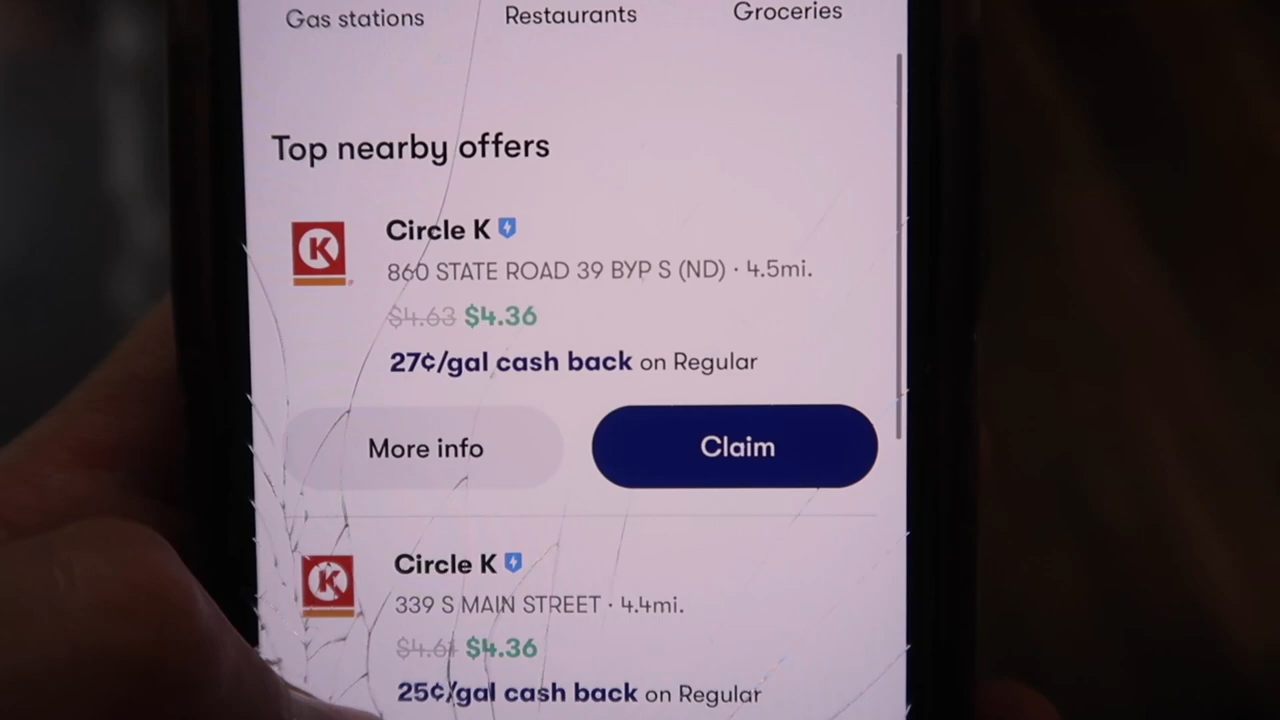 Gas stations Restaurants Groceries
Top nearby offers
K
Circle K
860 STATE ROAD 39 BYP S (ND) · 4.5mi.
$4.63 $4.36
27¢/gal cash back on Regular
More info Claim
K
Circle K
339 S MAIN STREET · 4.4mi.
$4.61 $4.36
25¢/gal cash back on Regular